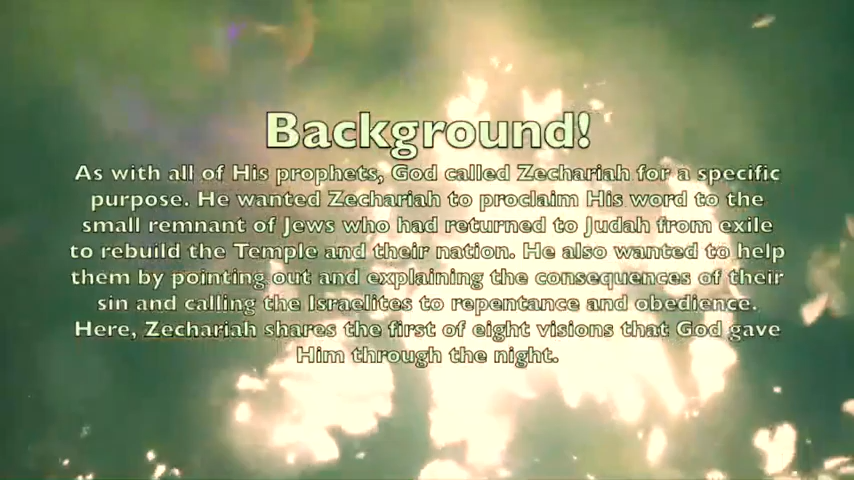 Background!
As with all of His prophets, God called Zechariah for a specific
purpose. He wanted Zechariah to proclaim His word to the
small remnant of Jews who had returned to Judah from exile
to rebuild the Temple and their nation. He also wanted to help
them by pointing out and explaining the consequences of their
sin and calling the Israelites to repentance and obedience.
Here, Zechariah shares the first of eight visions that God gave
Him through the night.